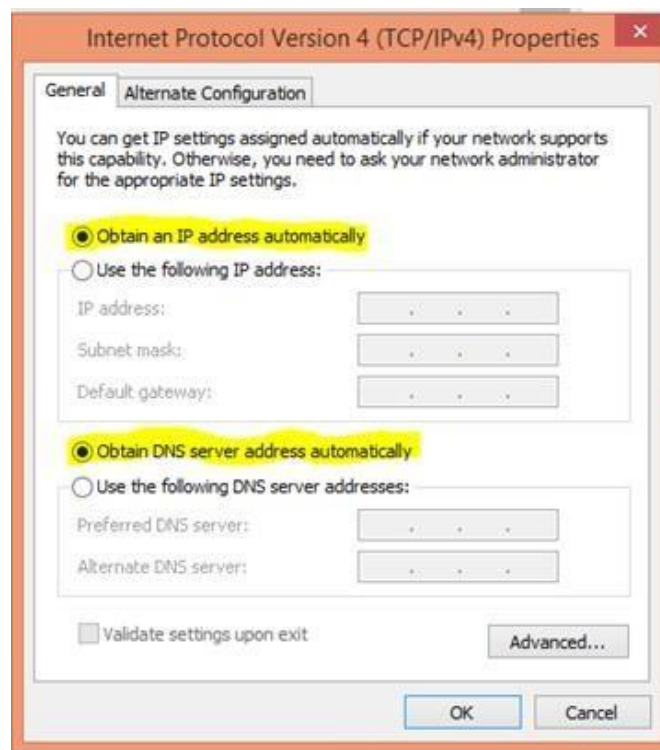 Internet Protocol Version 4 (TCP/IPv4) Properties
General
Alternate Configuration
You can get IP settings assigned automatically if your network supports
this capability. Otherwise, you need to ask your network administrator
for the appropriate IP settings.
Obtain an IP address automatically
Use the following IP address:
IP address:
Subnet mask:
Default gateway:
Obtain DNS server address automatically
Use the following DNS server addresses:
Preferred DNS server:
Alternate DNS server:
Validate settings upon exit
Advanced...
OK
Cancel